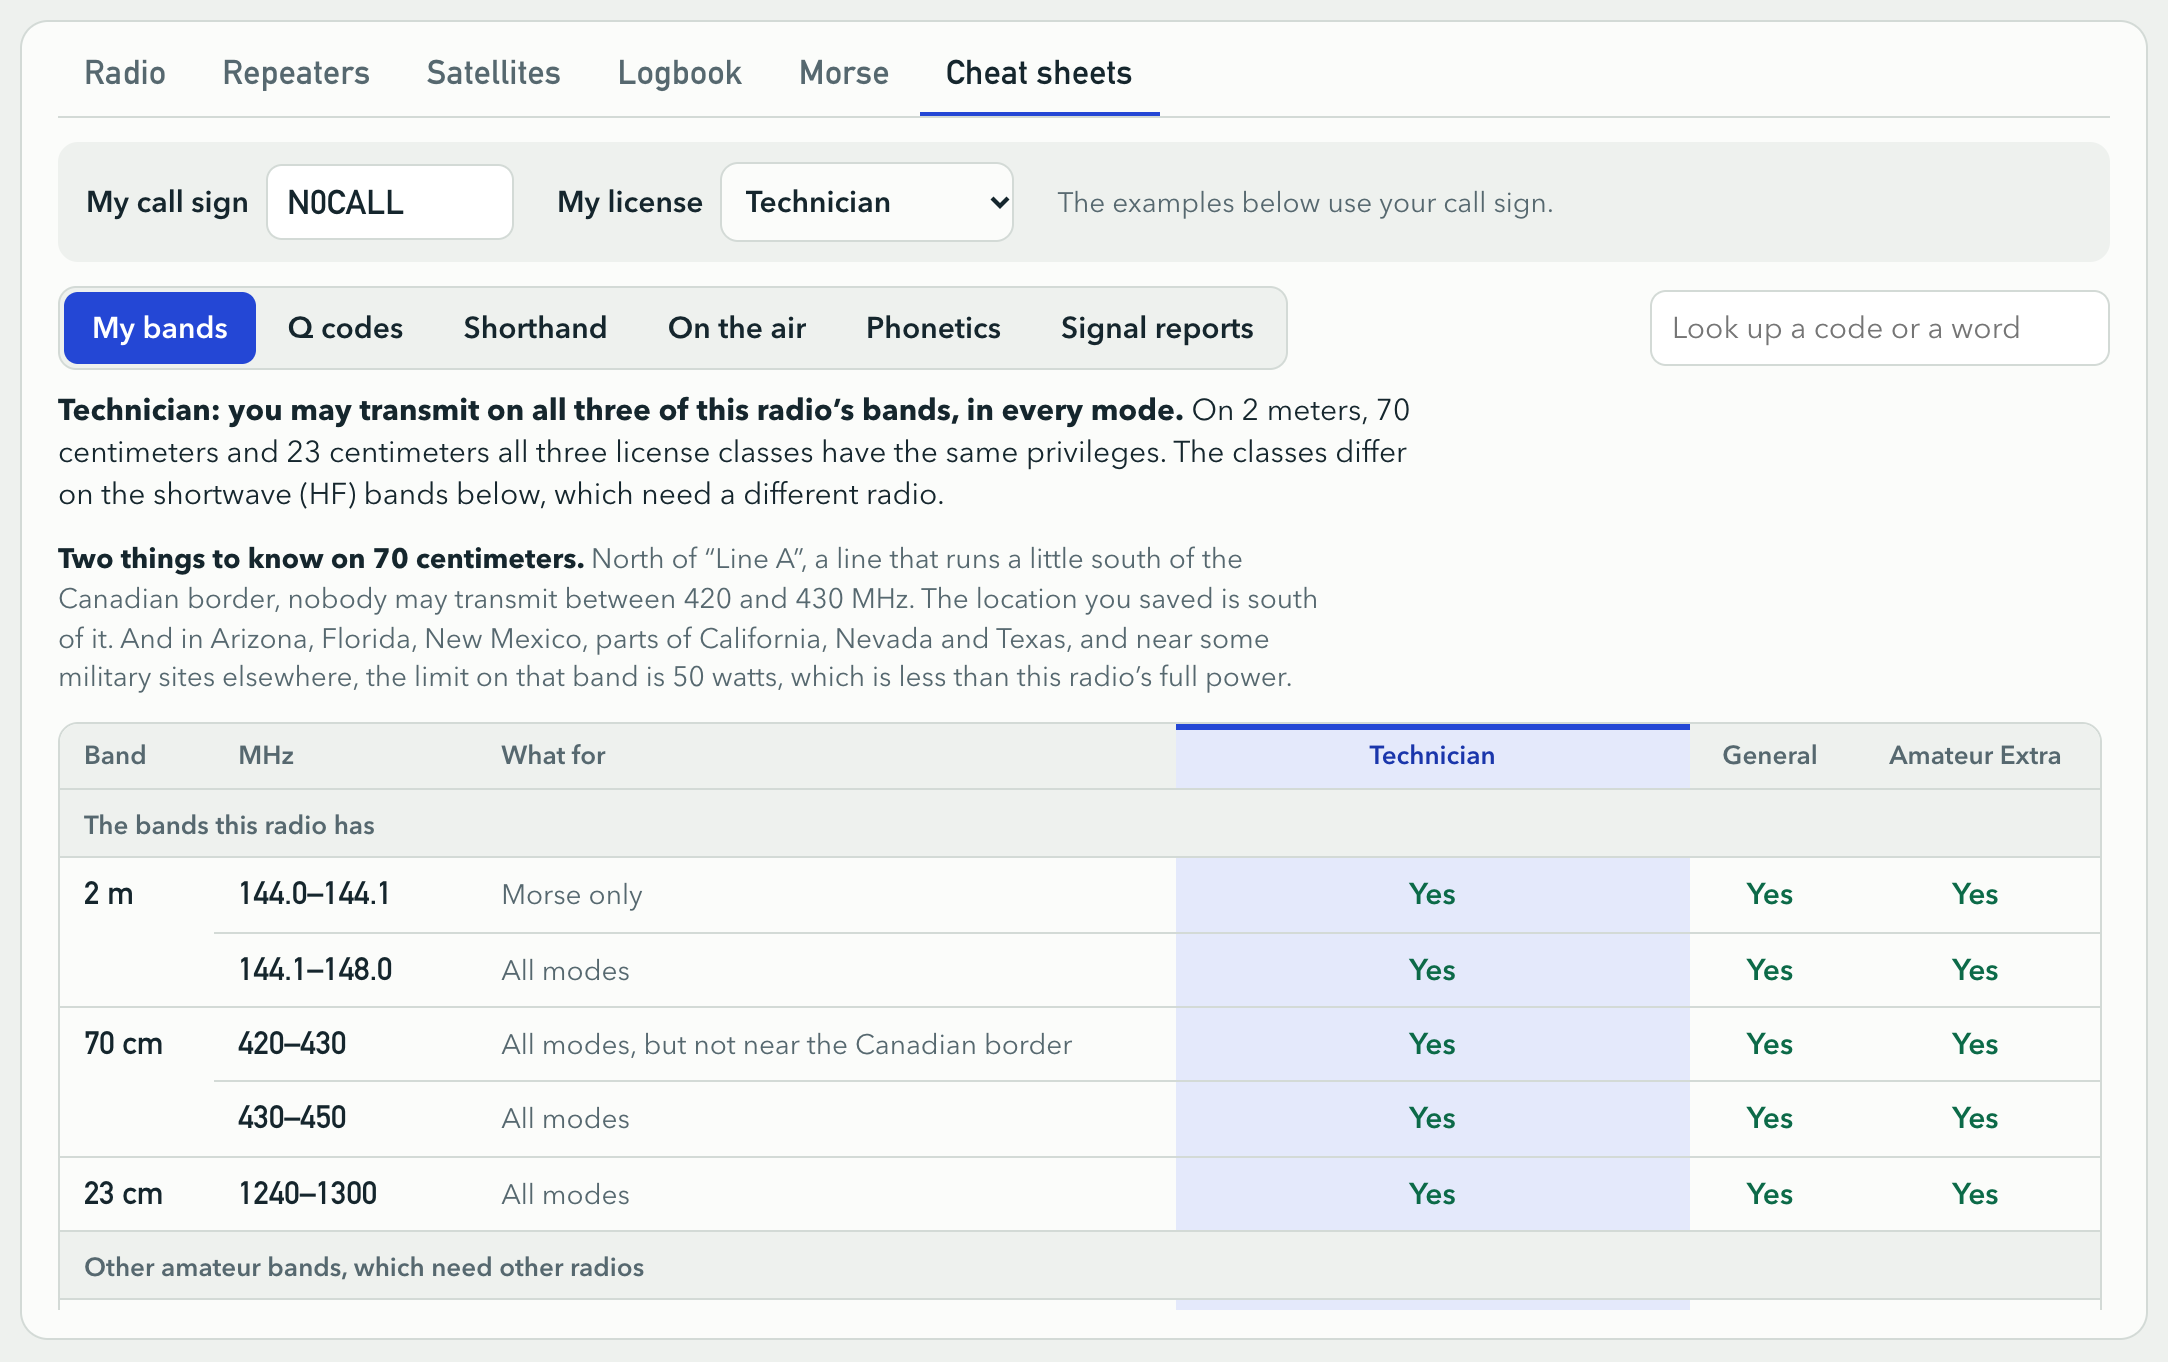 Radio Repeaters Satellites Logbook Morse Cheat sheets
My call sign N0CALL My license Technician The examples below use your call sign.
My bands Q codes Shorthand On the air Phonetics Signal reports Look up a code or a word
Technician: you may transmit on all three of this radio’s bands, in every mode. On 2 meters, 70
centimeters and 23 centimeters all three license classes have the same privileges. The classes differ
on the shortwave (HF) bands below, which need a different radio.
Two things to know on 70 centimeters. North of “Line A”, a line that runs a little south of the
Canadian border, nobody may transmit between 420 and 430 MHz. The location you saved is south
of it. And in Arizona, Florida, New Mexico, parts of California, Nevada and Texas, and near some
military sites elsewhere, the limit on that band is 50 watts, which is less than this radio’s full power.
Band MHz What for Technician General Amateur Extra
The bands this radio has
2 m 144.0–144.1 Morse only Yes Yes Yes
144.1–148.0 All modes Yes Yes Yes
70 cm 420–430 All modes, but not near the Canadian border Yes Yes Yes
430–450 All modes Yes Yes Yes
23 cm 1240–1300 All modes Yes Yes Yes
Other amateur bands, which need other radios